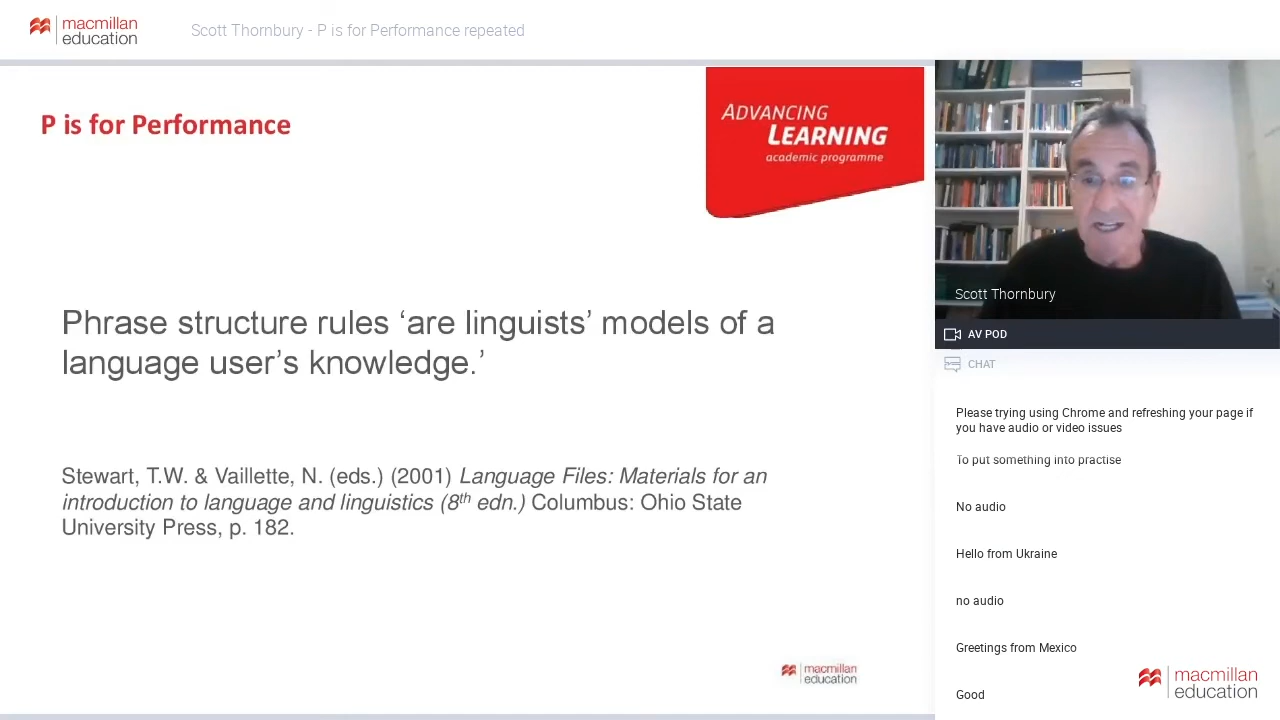 macmillan
education
Scott Thornbury - P is for Performance repeated
P is for Performance
ADVANCING
LEARNING
academic programme
Phrase structure rules ‘are linguists’ models of a
language user’s knowledge.’
Stewart, T.W. & Vaillette, N. (eds.) (2001) Language Files: Materials for an
introduction to language and linguistics (8th edn.) Columbus: Ohio State
University Press, p. 182.
macmillan
education
Scott Thornbury
AV POD
CHAT
Please trying using Chrome and refreshing your page if
you have audio or video issues
To put something into practise
No audio
Hello from Ukraine
no audio
Greetings from Mexico
Good
macmillan
education